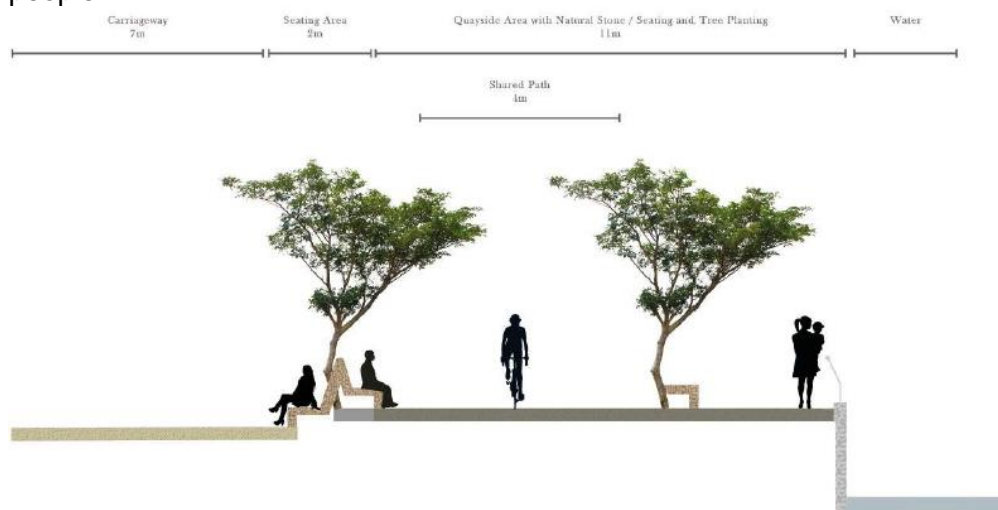 people
Carriageway
7m
Seating Area
2m
Quayside Area with Natural Stone / Seating and Tree Planting
11m
Water
Shared Path
4m